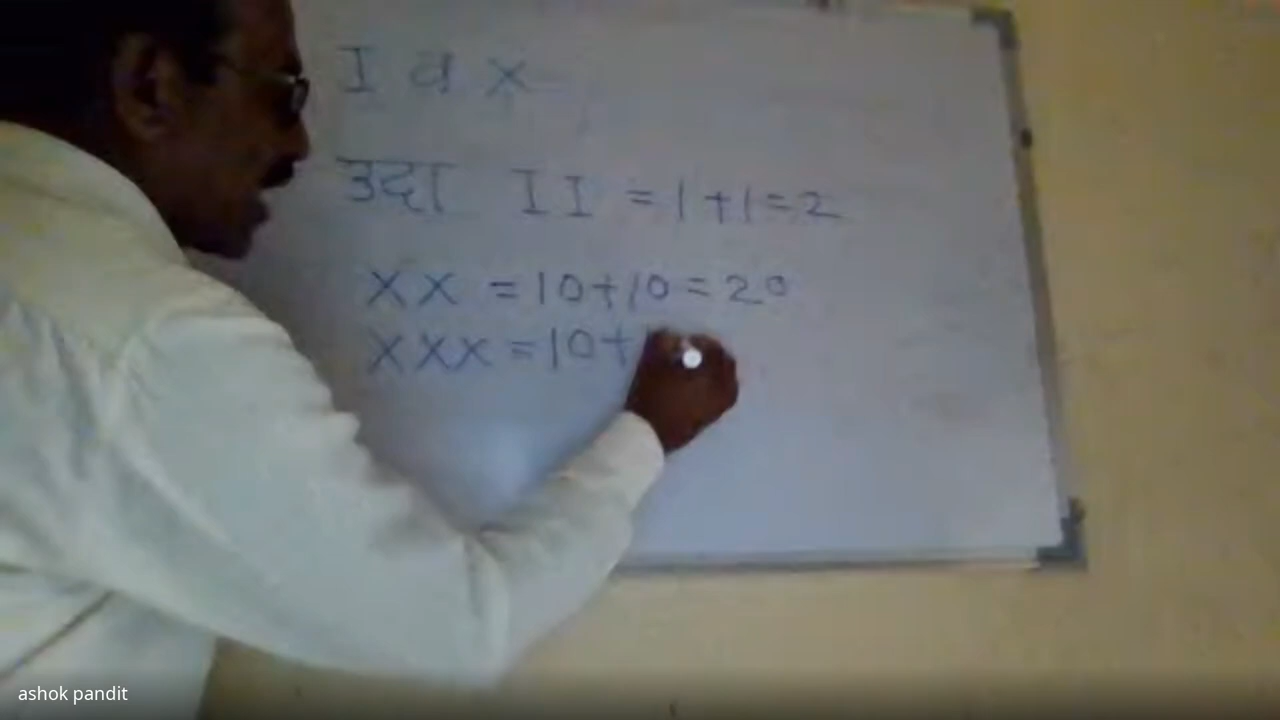 I व X
उदा II = 1 + 1 = 2
XX = 10 + 10 = 20
XXX = 10 +
ashok pandit